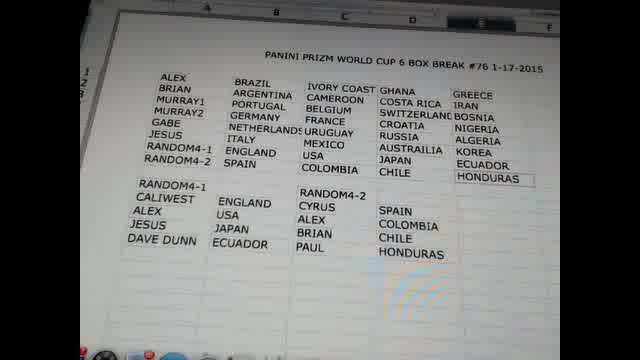 A B C D E F
1
2
PANINI PRIZM WORLD CUP 6 BOX BREAK #76 1-17-2015
ALEX BRAZIL IVORY COAST GHANA GREECE
BRIAN ARGENTINA CAMEROON COSTA RICA IRAN
MURRAY1 PORTUGAL BELGIUM SWITZERLAND BOSNIA
MURRAY2 GERMANY FRANCE CROATIA NIGERIA
GABE NETHERLANDS URUGUAY RUSSIA ALGERIA
JESUS ITALY MEXICO AUSTRAILIA KOREA
RANDOM4-1 ENGLAND USA JAPAN ECUADOR
RANDOM4-2 SPAIN COLOMBIA CHILE HONDURAS
RANDOM4-1 RANDOM4-2
CALIWEST ENGLAND CYRUS SPAIN
ALEX USA ALEX COLOMBIA
JESUS JAPAN BRIAN CHILE
DAVE DUNN ECUADOR PAUL HONDURAS